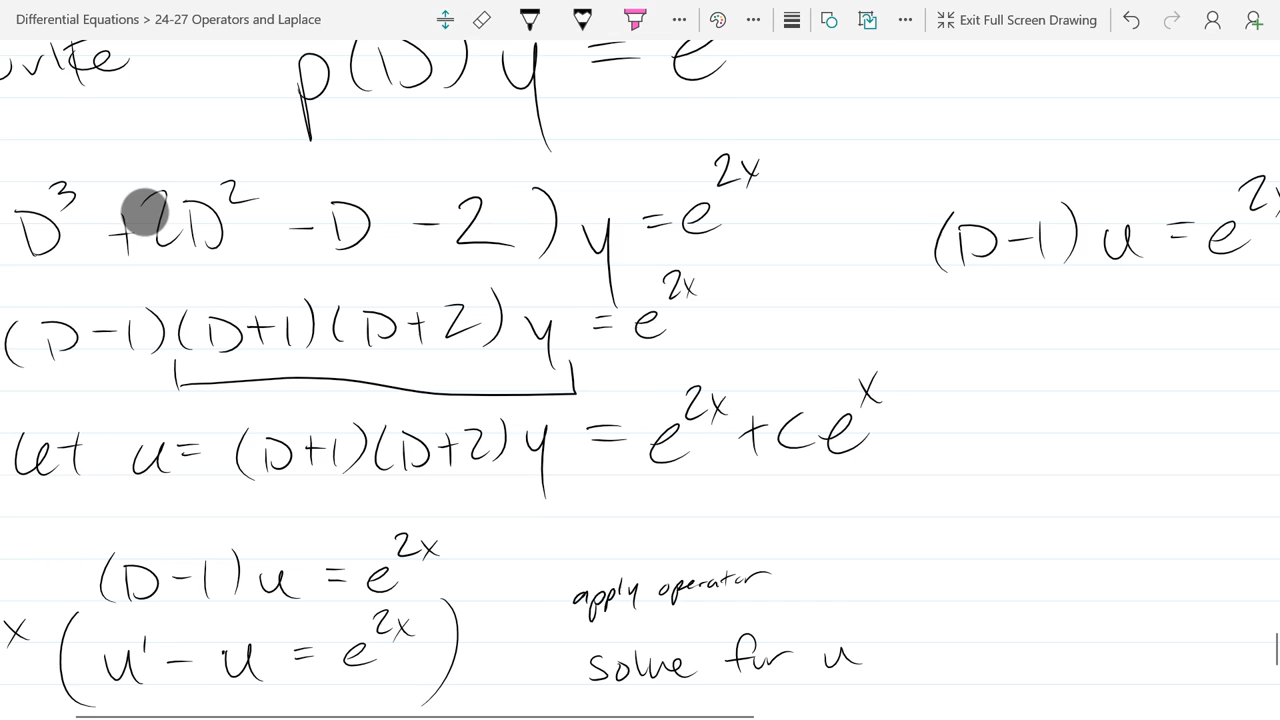 Differential Equations > 24-27 Operators and Laplace
Exit Full Screen Drawing
write p(D) y = e
D³ + 2D² - D - 2) y = e^{2x}
(D-1) u = e^{2x}
(D-1)(D+1)(D+2) y = e^{2x}
Let u = (D+1)(D+2) y = e^{2x} + Ce^{x}
(D-1) u = e^{2x}
apply operator
x (u' - u = e^{2x})
solve for u